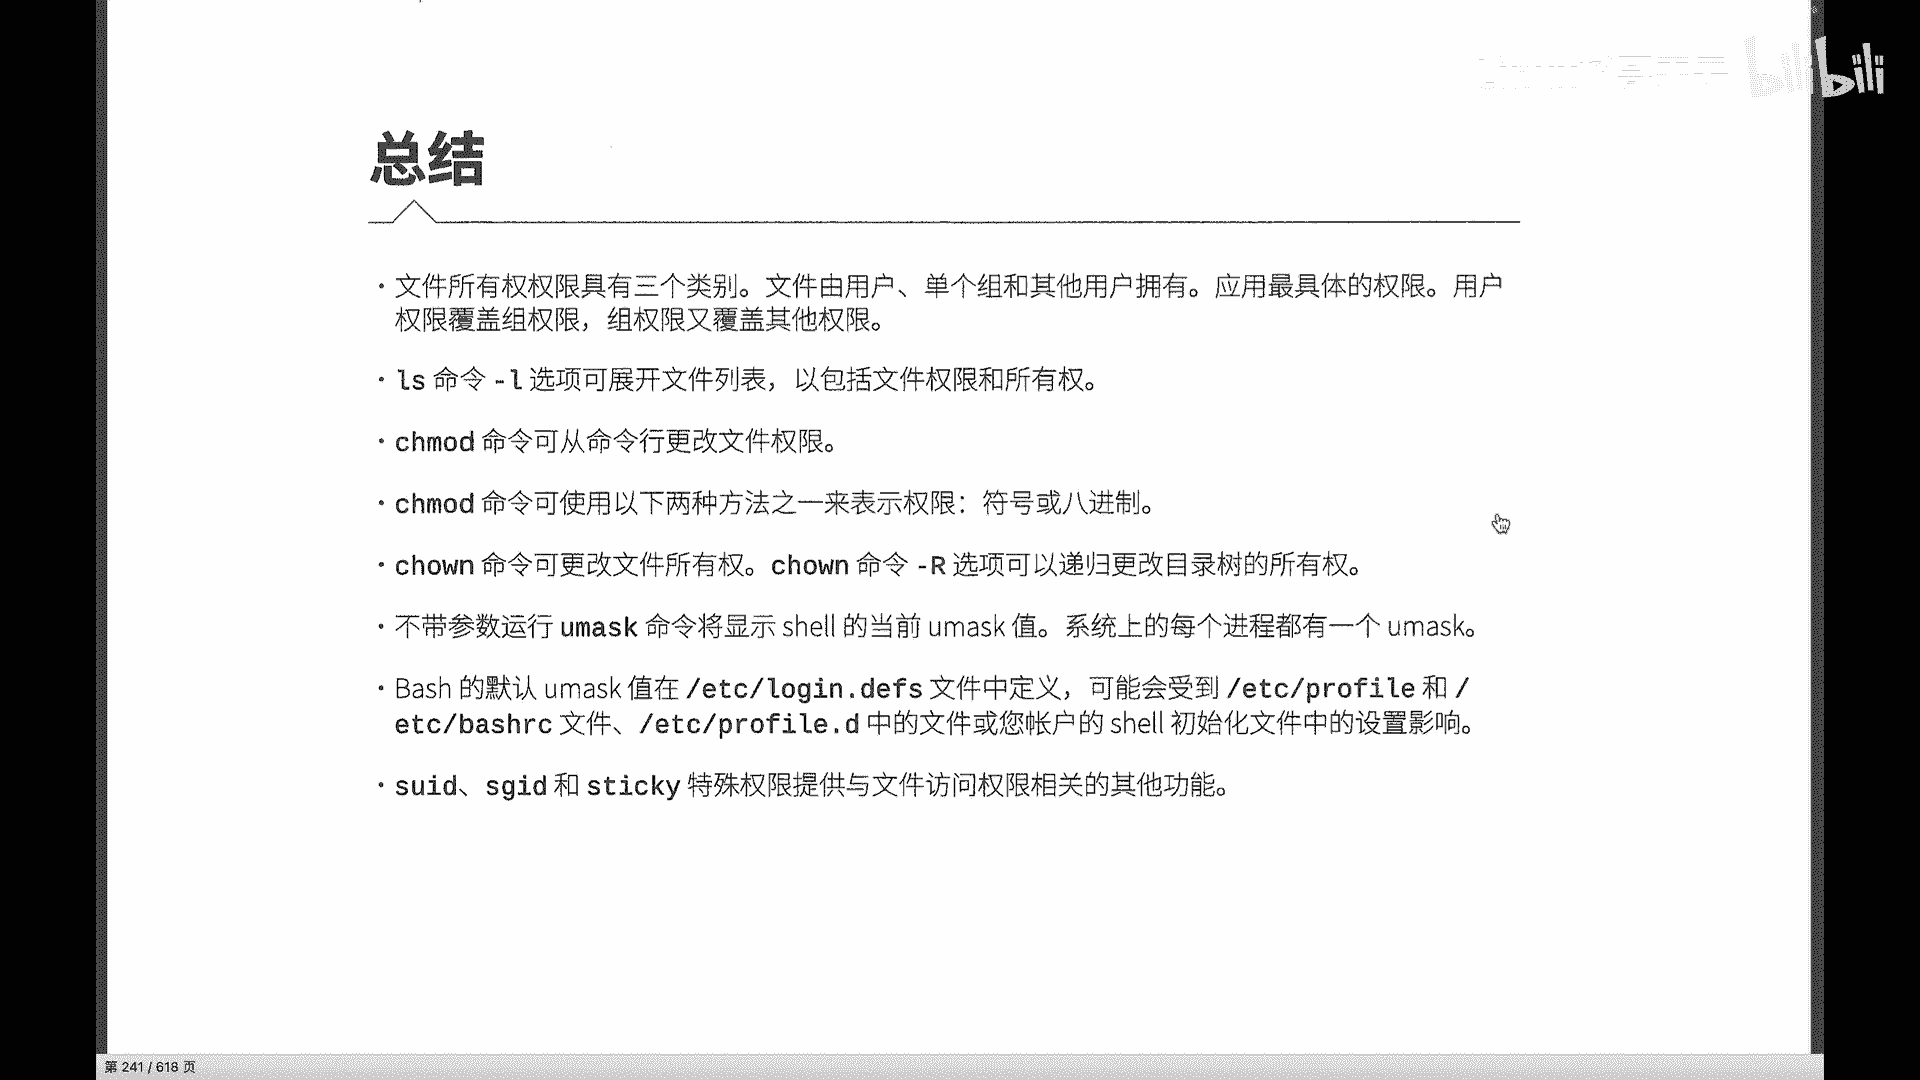 bilibili
总结
·文件所有权权限具有三个类别。文件由用户、单个组和其他用户拥有。应用最具体的权限。用户
权限覆盖组权限，组权限又覆盖其他权限。
·ls 命令 -l 选项可展开文件列表，以包括文件权限和所有权。
·chmod 命令可从命令行更改文件权限。
·chmod 命令可使用以下两种方法之一来表示权限：符号或八进制。
·chown 命令可更改文件所有权。chown 命令 -R 选项可以递归更改目录树的所有权。
·不带参数运行 umask 命令将显示 shell 的当前 umask 值。系统上的每个进程都有一个 umask。
·Bash 的默认 umask 值在 /etc/login.defs 文件中定义，可能会受到 /etc/profile 和 /
etc/bashrc 文件、/etc/profile.d 中的文件或您帐户的 shell 初始化文件中的设置影响。
·suid、sgid 和 sticky 特殊权限提供与文件访问权限相关的其他功能。
第 241 / 618 页